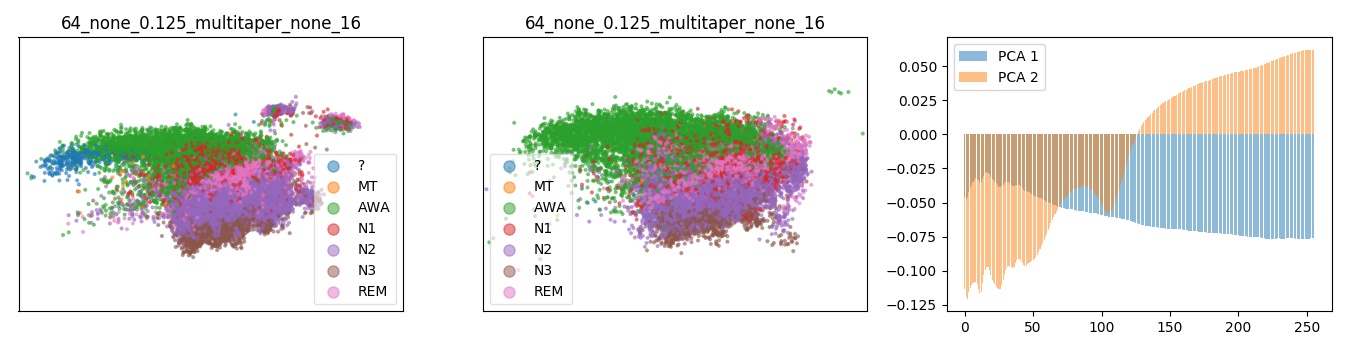 64_none_0.125_multitaper_none_16
?
MT
AWA
N1
N2
N3
REM
64_none_0.125_multitaper_none_16
?
MT
AWA
N1
N2
N3
REM
PCA 1
PCA 2
0.050
0.025
0.000
−0.025
−0.050
−0.075
−0.100
−0.125
0 50 100 150 200 250